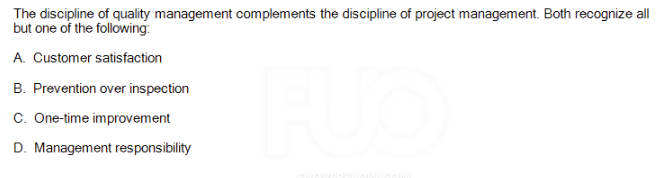 The discipline of quality management complements the discipline of project management. Both recognize all
but one of the following:
A. Customer satisfaction
B. Prevention over inspection
C. One-time improvement
D. Management responsibility
FUO